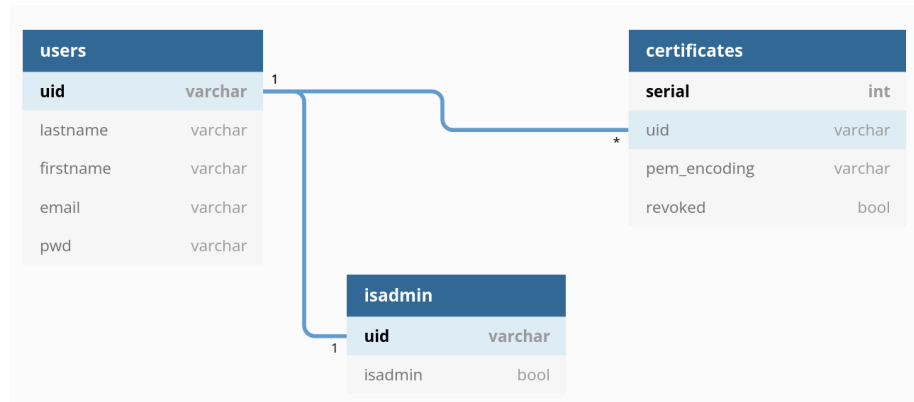 users
uid varchar
lastname varchar
firstname varchar
email varchar
pwd varchar
1
*
certificates
serial int
uid varchar
pem_encoding varchar
revoked bool
1
isadmin
uid varchar
isadmin bool